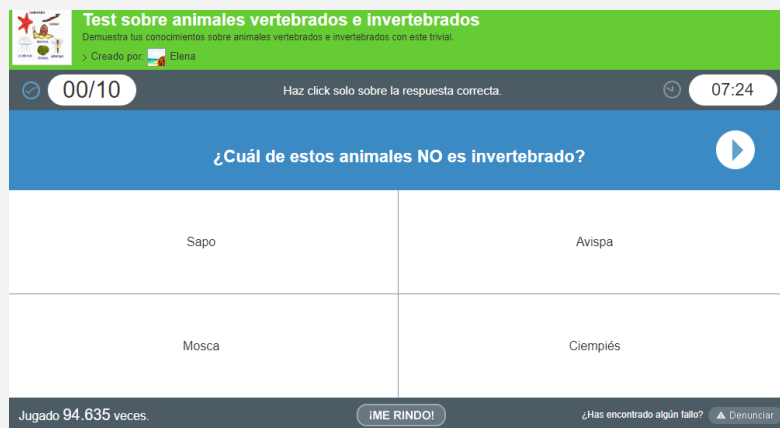 Test sobre animales vertebrados e invertebrados
Demuestra tus conocimientos sobre animales vertebrados e invertebrados con este trivial.
> Creado por: Elena
00/10
Haz click solo sobre la respuesta correcta.
07:24
¿Cuál de estos animales NO es invertebrado?
Sapo
Avispa
Mosca
Ciempiés
Jugado 94.635 veces.
¡ME RINDO!
¿Has encontrado algún fallo?
Denunciar